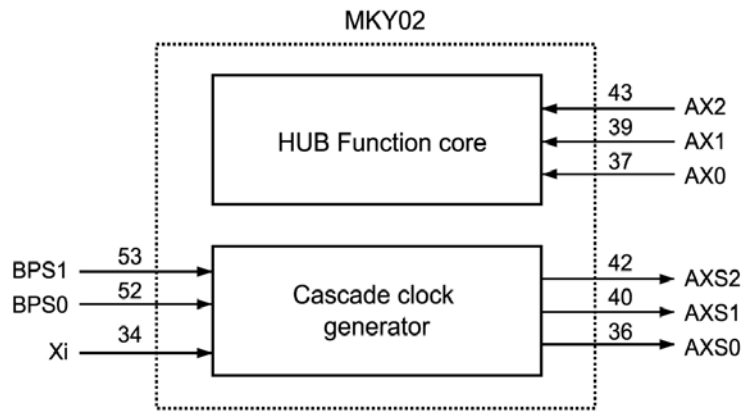 MKY02
HUB Function core
43 AX2
39 AX1
37 AX0
BPS1 53
BPS0 52
Xi 34
Cascade clock
generator
42 AXS2
40 AXS1
36 AXS0